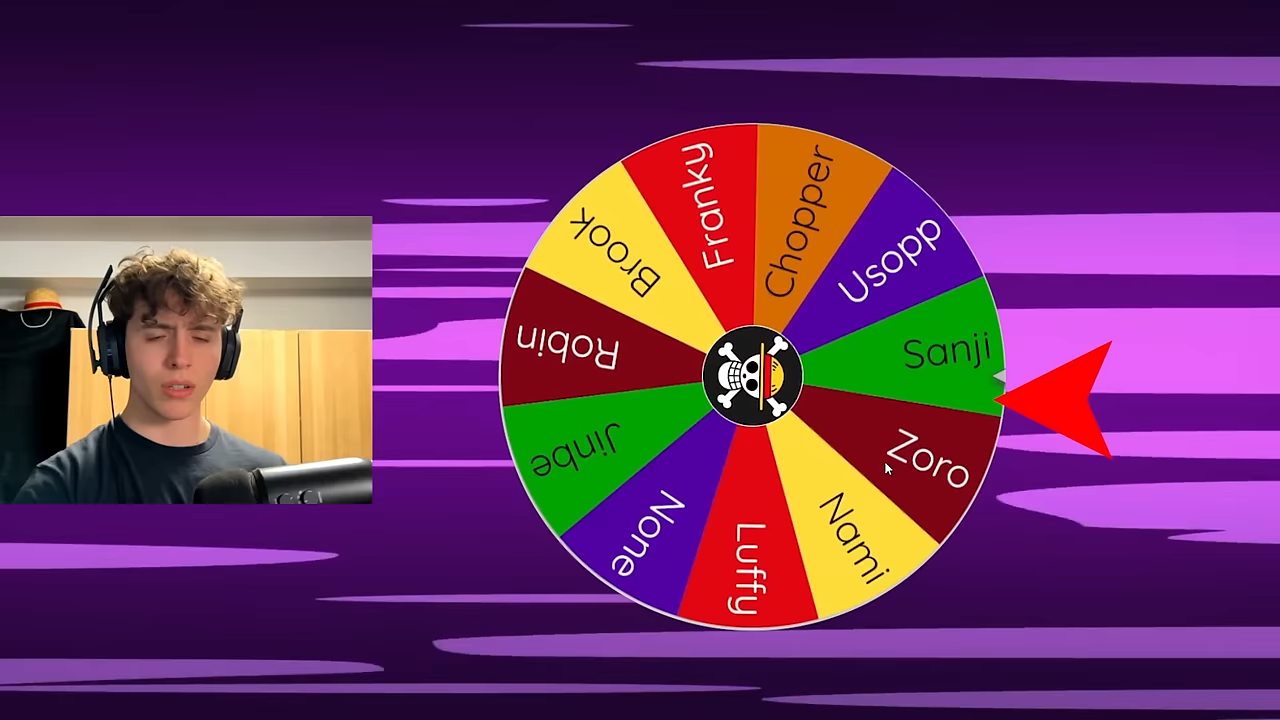 Franky
Chopper
Usopp
Sanji
Zoro
Nami
Luffy
None
Jinbe
Robin
Brook